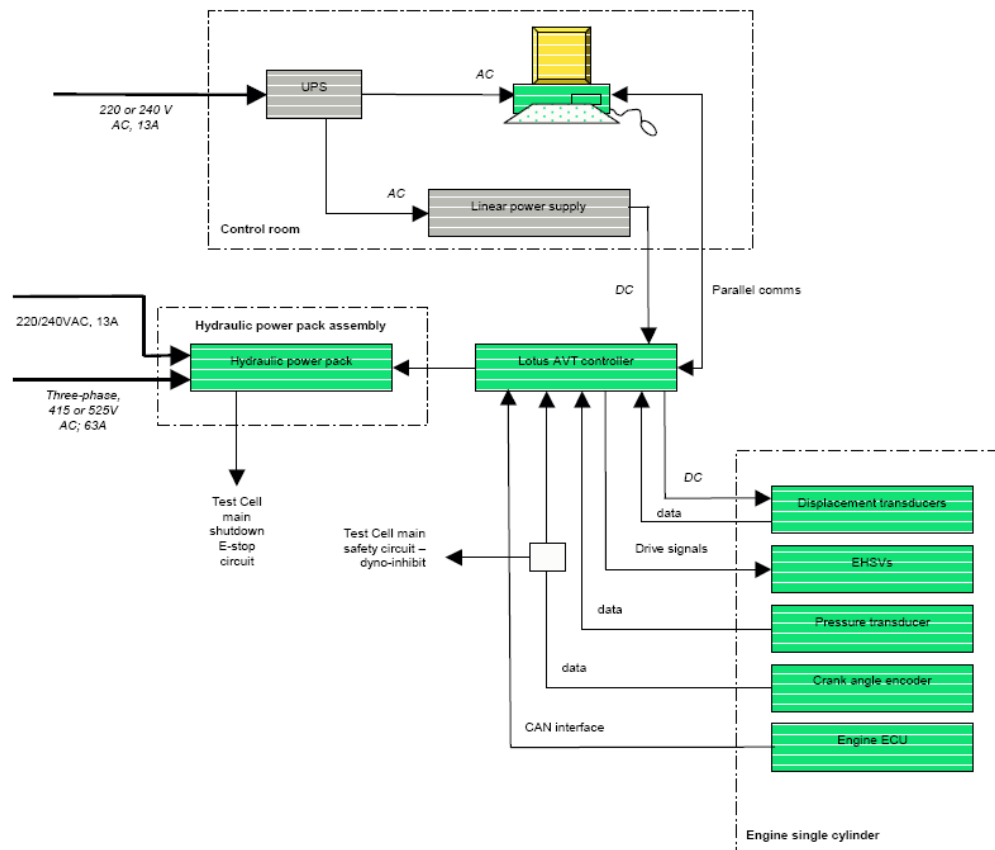 UPS
AC
220 or 240 V
AC, 13A
AC
Linear power supply
Control room
DC
Parallel comms
220/240VAC, 13A
Hydraulic power pack assembly
Hydraulic power pack
Lotus AVT controller
Three-phase,
415 or 525V
AC; 63A
Test Cell
main
shutdown
E-stop
circuit
Test Cell main
safety circuit –
dyno-inhibit
DC
Displacement transducers
data
Drive signals
EHSVs
data
Pressure transducer
data
Crank angle encoder
CAN interface
Engine ECU
Engine single cylinder